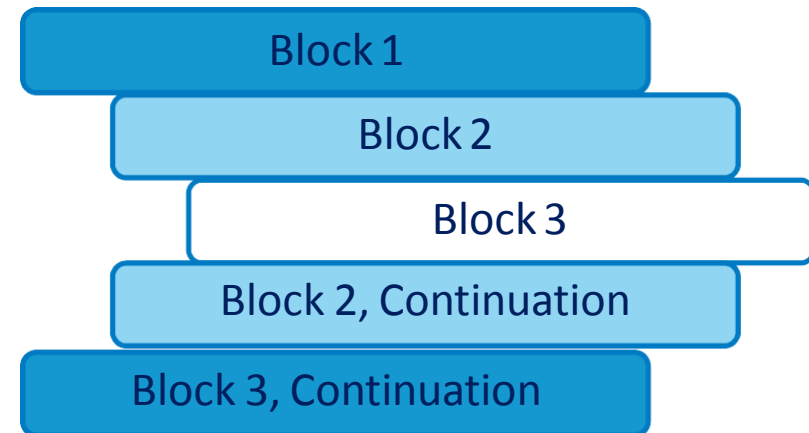 Block 1
Block 2
Block 3
Block 2, Continuation
Block 3, Continuation